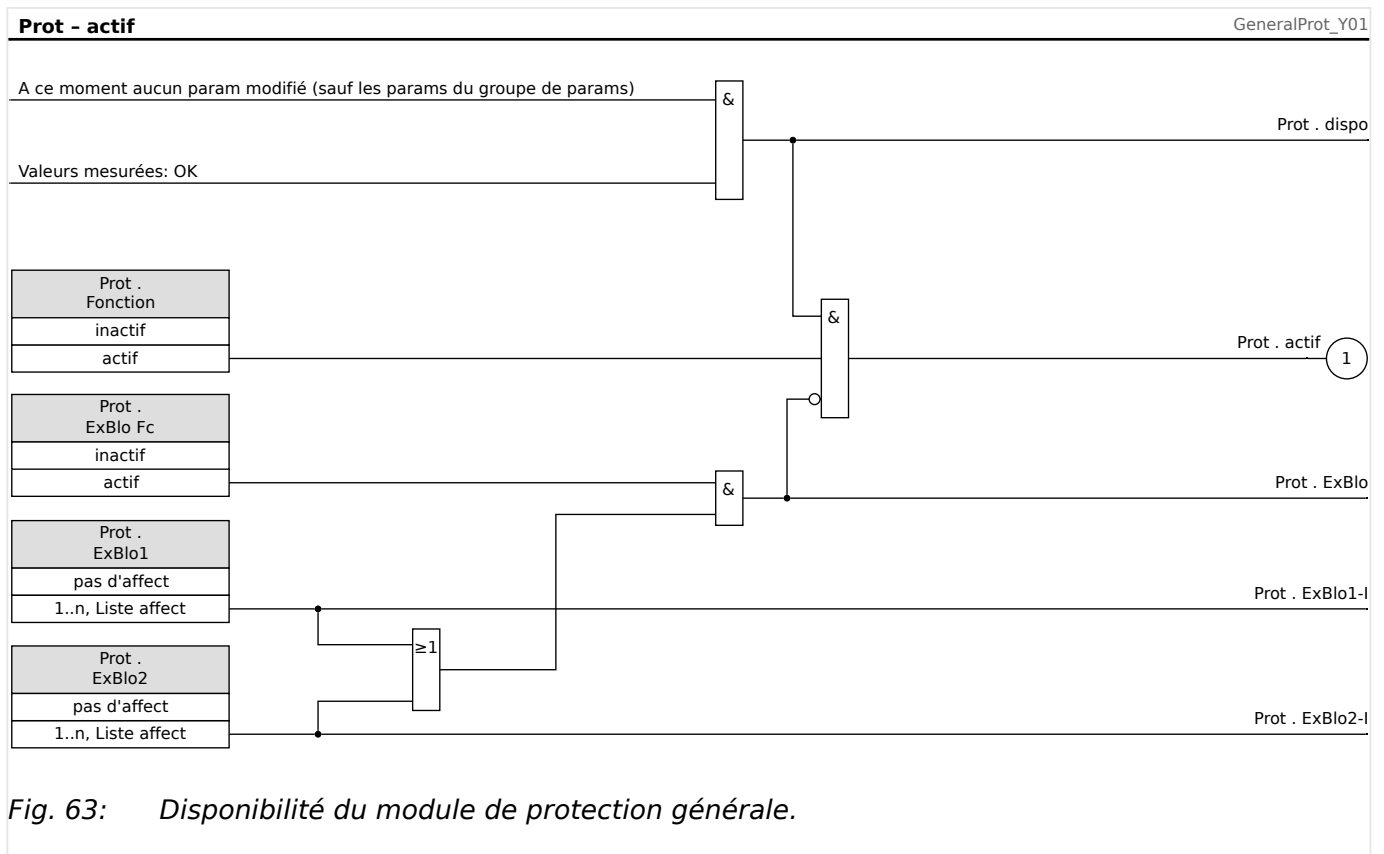 Prot – actif
GeneralProt_Y01
A ce moment aucun param modifié (sauf les params du groupe de params)
&
Prot . dispo
Valeurs mesurées: OK
Prot .
Fonction
inactif
actif
&
Prot . actif
1
Prot .
ExBlo Fc
inactif
actif
&
Prot . ExBlo
Prot .
ExBlo1
pas d'affect
1..n, Liste affect
Prot . ExBlo1-I
≥1
Prot .
ExBlo2
pas d'affect
1..n, Liste affect
Prot . ExBlo2-I
Fig. 63: Disponibilité du module de protection générale.